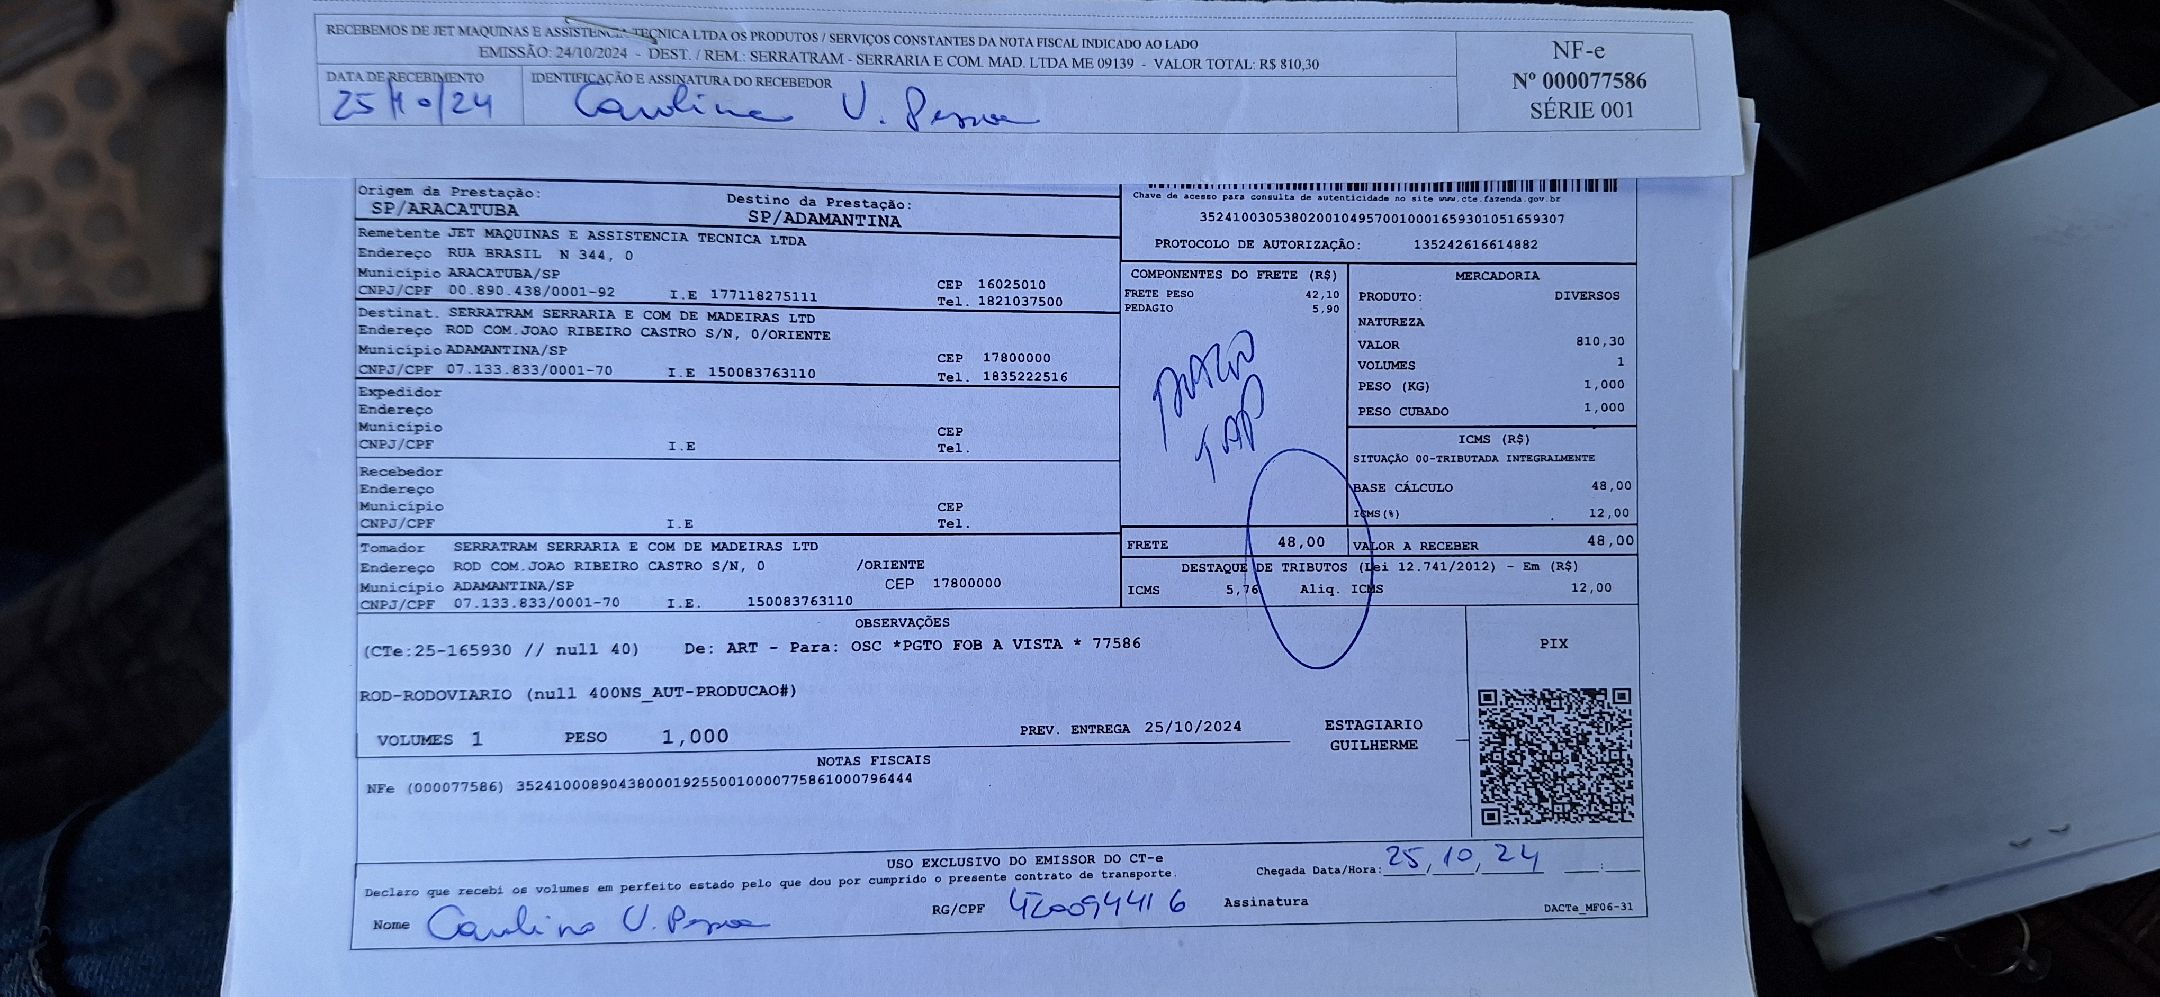 RECEBEMOS DE JET MAQUINAS E ASSISTENCIA TECNICA LTDA OS PRODUTOS / SERVIÇOS CONSTANTES DA NOTA FISCAL INDICADO AO LADO
EMISSÃO: 24/10/2024 - DEST. / REM.: SERRATRAM - SERRARIA E COM. MAD. LTDA ME 09139 - VALOR TOTAL: R$ 810,30
DATA DE RECEBIMENTO
25/10/24
IDENTIFICAÇÃO E ASSINATURA DO RECEBEDOR
Caroline V.
NF-e
Nº 000077586
SÉRIE 001
Origem da Prestação:
SP/ARACATUBA
Destino da Prestação:
SP/ADAMANTINA
Chave de acesso para consulta de autenticidade no site www.cte.fazenda.gov.br
35241003053802001049570010001659301051659307
PROTOCOLO DE AUTORIZAÇÃO: 135242616614882
Remetente JET MAQUINAS E ASSISTENCIA TECNICA LTDA
Endereço RUA BRASIL N 344, 0
Município ARACATUBA/SP CEP 16025010
CNPJ/CPF 00.890.438/0001-92 I.E 177118275111 Tel. 1821037500
Destinat. SERRATRAM SERRARIA E COM DE MADEIRAS LTD
Endereço ROD COM.JOAO RIBEIRO CASTRO S/N, 0/ORIENTE
Município ADAMANTINA/SP CEP 17800000
CNPJ/CPF 07.133.833/0001-70 I.E 150083763110 Tel. 1835222516
Expedidor
Endereço
Município CEP
CNPJ/CPF I.E Tel.
Recebedor
Endereço
Município CEP
CNPJ/CPF I.E Tel.
Tomador SERRATRAM SERRARIA E COM DE MADEIRAS LTD
Endereço ROD COM.JOAO RIBEIRO CASTRO S/N, 0 /ORIENTE
Município ADAMANTINA/SP CEP 17800000
CNPJ/CPF 07.133.833/0001-70 I.E. 150083763110
COMPONENTES DO FRETE (R$)
FRETE PESO 42,10
PEDAGIO 5,90
FRETE 48,00
MERCADORIA
PRODUTO: DIVERSOS
NATUREZA
VALOR 810,30
VOLUMES 1
PESO (KG) 1,000
PESO CUBADO 1,000
ICMS (R$)
SITUAÇÃO 00-TRIBUTADA INTEGRALMENTE
BASE CÁLCULO 48,00
ICMS(%) 12,00
VALOR A RECEBER 48,00
DESTAQUE DE TRIBUTOS (Lei 12.741/2012) - Em (R$)
ICMS 5,76 Aliq. ICMS 12,00
OBSERVAÇÕES
(CTe:25-165930 // null 40) De: ART - Para: OSC *PGTO FOB A VISTA * 77586
ROD-RODOVIARIO (null 400NS_AUT-PRODUCAO#)
VOLUMES 1 PESO 1,000 PREV. ENTREGA 25/10/2024
ESTAGIARIO
GUILHERME
PIX
NOTAS FISCAIS
NFe (000077586) 35241000890438000192550010000775861000796444
USO EXCLUSIVO DO EMISSOR DO CT-e
Declaro que recebi os volumes em perfeito estado pelo que dou por cumprido o presente contrato de transporte.
Chegada Data/Hora: 25/10/24 __:__
Nome Caroline V.
RG/CPF 420094416
Assinatura
DACTe_MF06-31